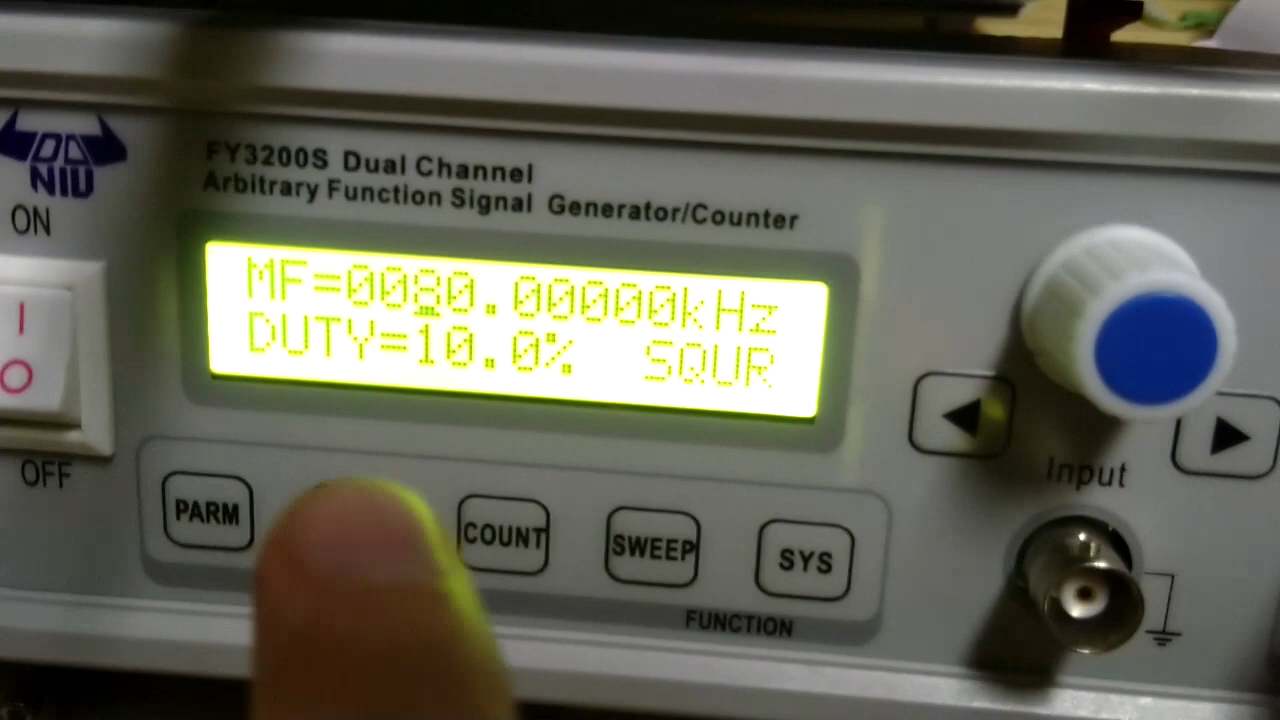 FY3200S Dual Channel
Arbitrary Function Signal Generator/Counter
NIU
ON
MF=0080.00000kHz
DUTY=10.0% SQUR
I
O
OFF
PARM
COUNT
SWEEP
SYS
FUNCTION
Input